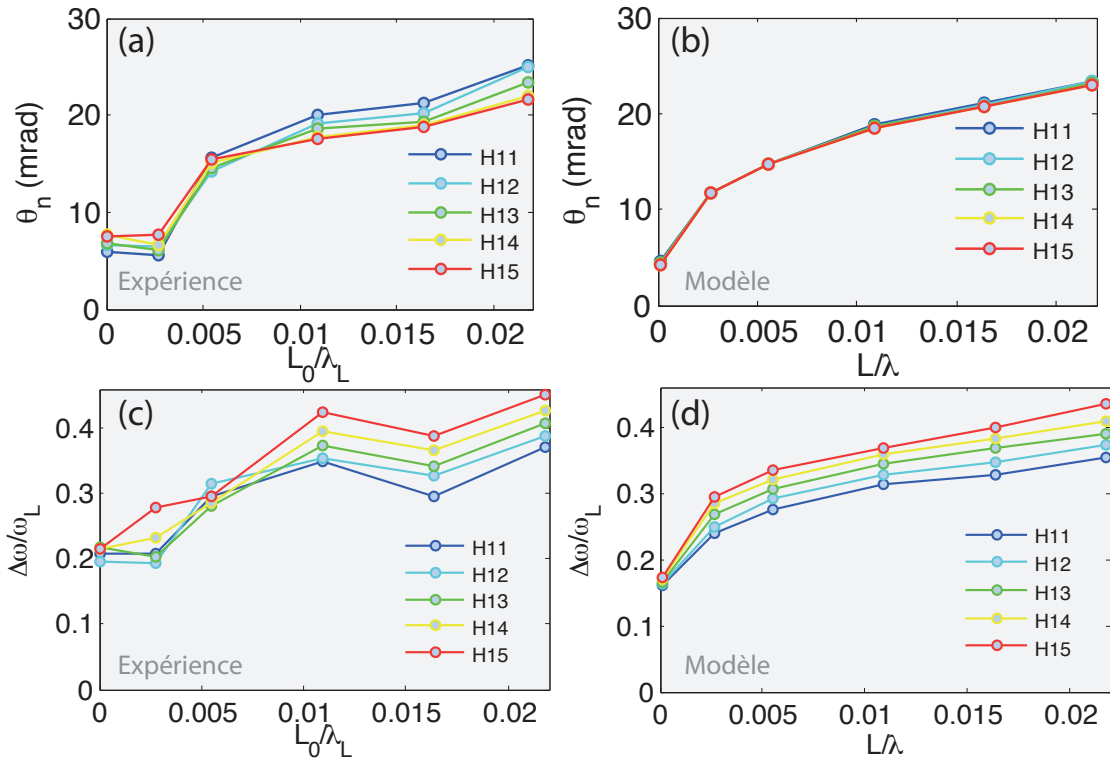 (a)
30
20
10
0
θn (mrad)
H11
H12
H13
H14
H15
Expérience
0 0.005 0.01 0.015 0.02
L0/λL
(b)
30
20
10
0
θn (mrad)
H11
H12
H13
H14
H15
Modèle
0 0.005 0.01 0.015 0.02
L/λ
(c)
0.4
0.3
0.2
0.1
0
Δω/ωL
H11
H12
H13
H14
H15
Expérience
0 0.005 0.01 0.015 0.02
L0/λL
(d)
0.4
0.3
0.2
0.1
0
Δω/ωL
H11
H12
H13
H14
H15
Modèle
0 0.005 0.01 0.015 0.02
L/λ